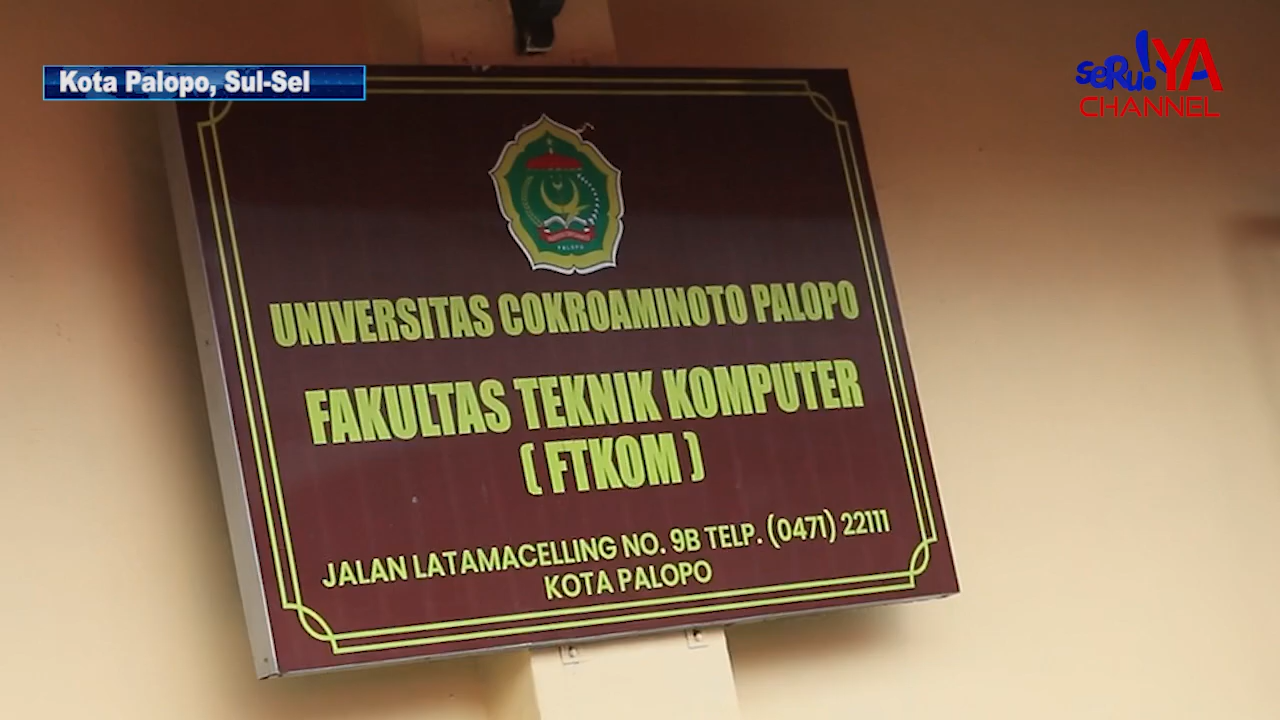 Kota Palopo, Sul-Sel
seRu!YA
CHANNEL
PALOPO
UNIVERSITAS COKROAMINOTO PALOPO
FAKULTAS TEKNIK KOMPUTER
( FTKOM )
JALAN LATAMACELLING NO. 9B TELP. (0471) 22111
KOTA PALOPO